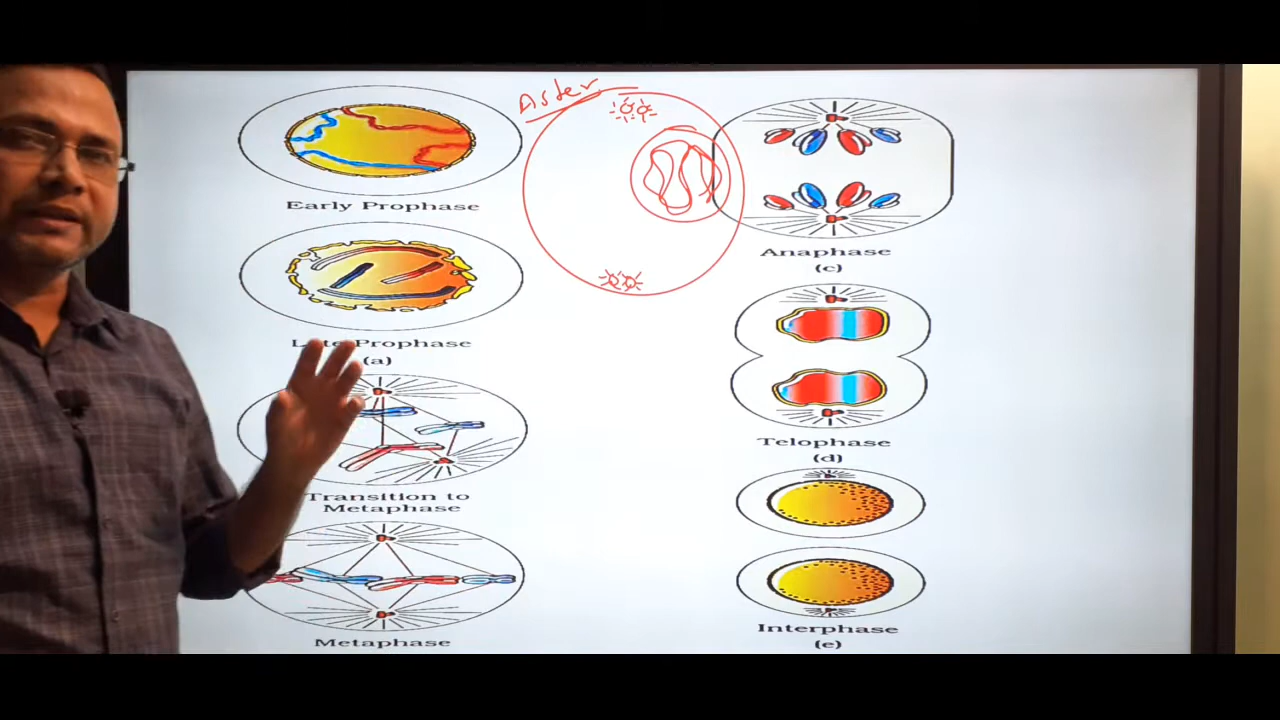 Aster
Early Prophase
Late Prophase
(a)
Transition to
Metaphase
Metaphase
Anaphase
(c)
Telophase
(d)
Interphase
(e)